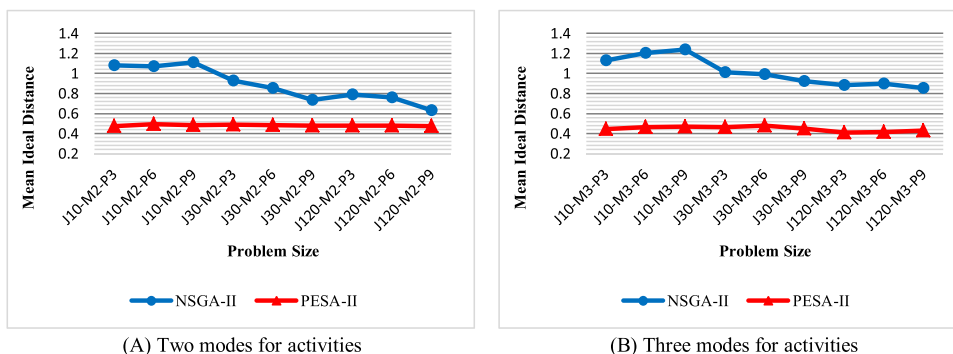 1.4
1.2
1
0.8
0.6
0.4
0.2
Mean Ideal Distance
J10-M2-P3
J10-M2-P6
J10-M2-P9
J30-M2-P3
J30-M2-P6
J30-M2-P9
J120-M2-P3
J120-M2-P6
J120-M2-P9
Problem Size
NSGA-II PESA-II
(A) Two modes for activities
1.4
1.2
1
0.8
0.6
0.4
0.2
Mean Ideal Distance
J10-M3-P3
J10-M3-P6
J10-M3-P9
J30-M3-P3
J30-M3-P6
J30-M3-P9
J120-M3-P3
J120-M3-P6
J120-M3-P9
Problem Size
NSGA-II PESA-II
(B) Three modes for activities